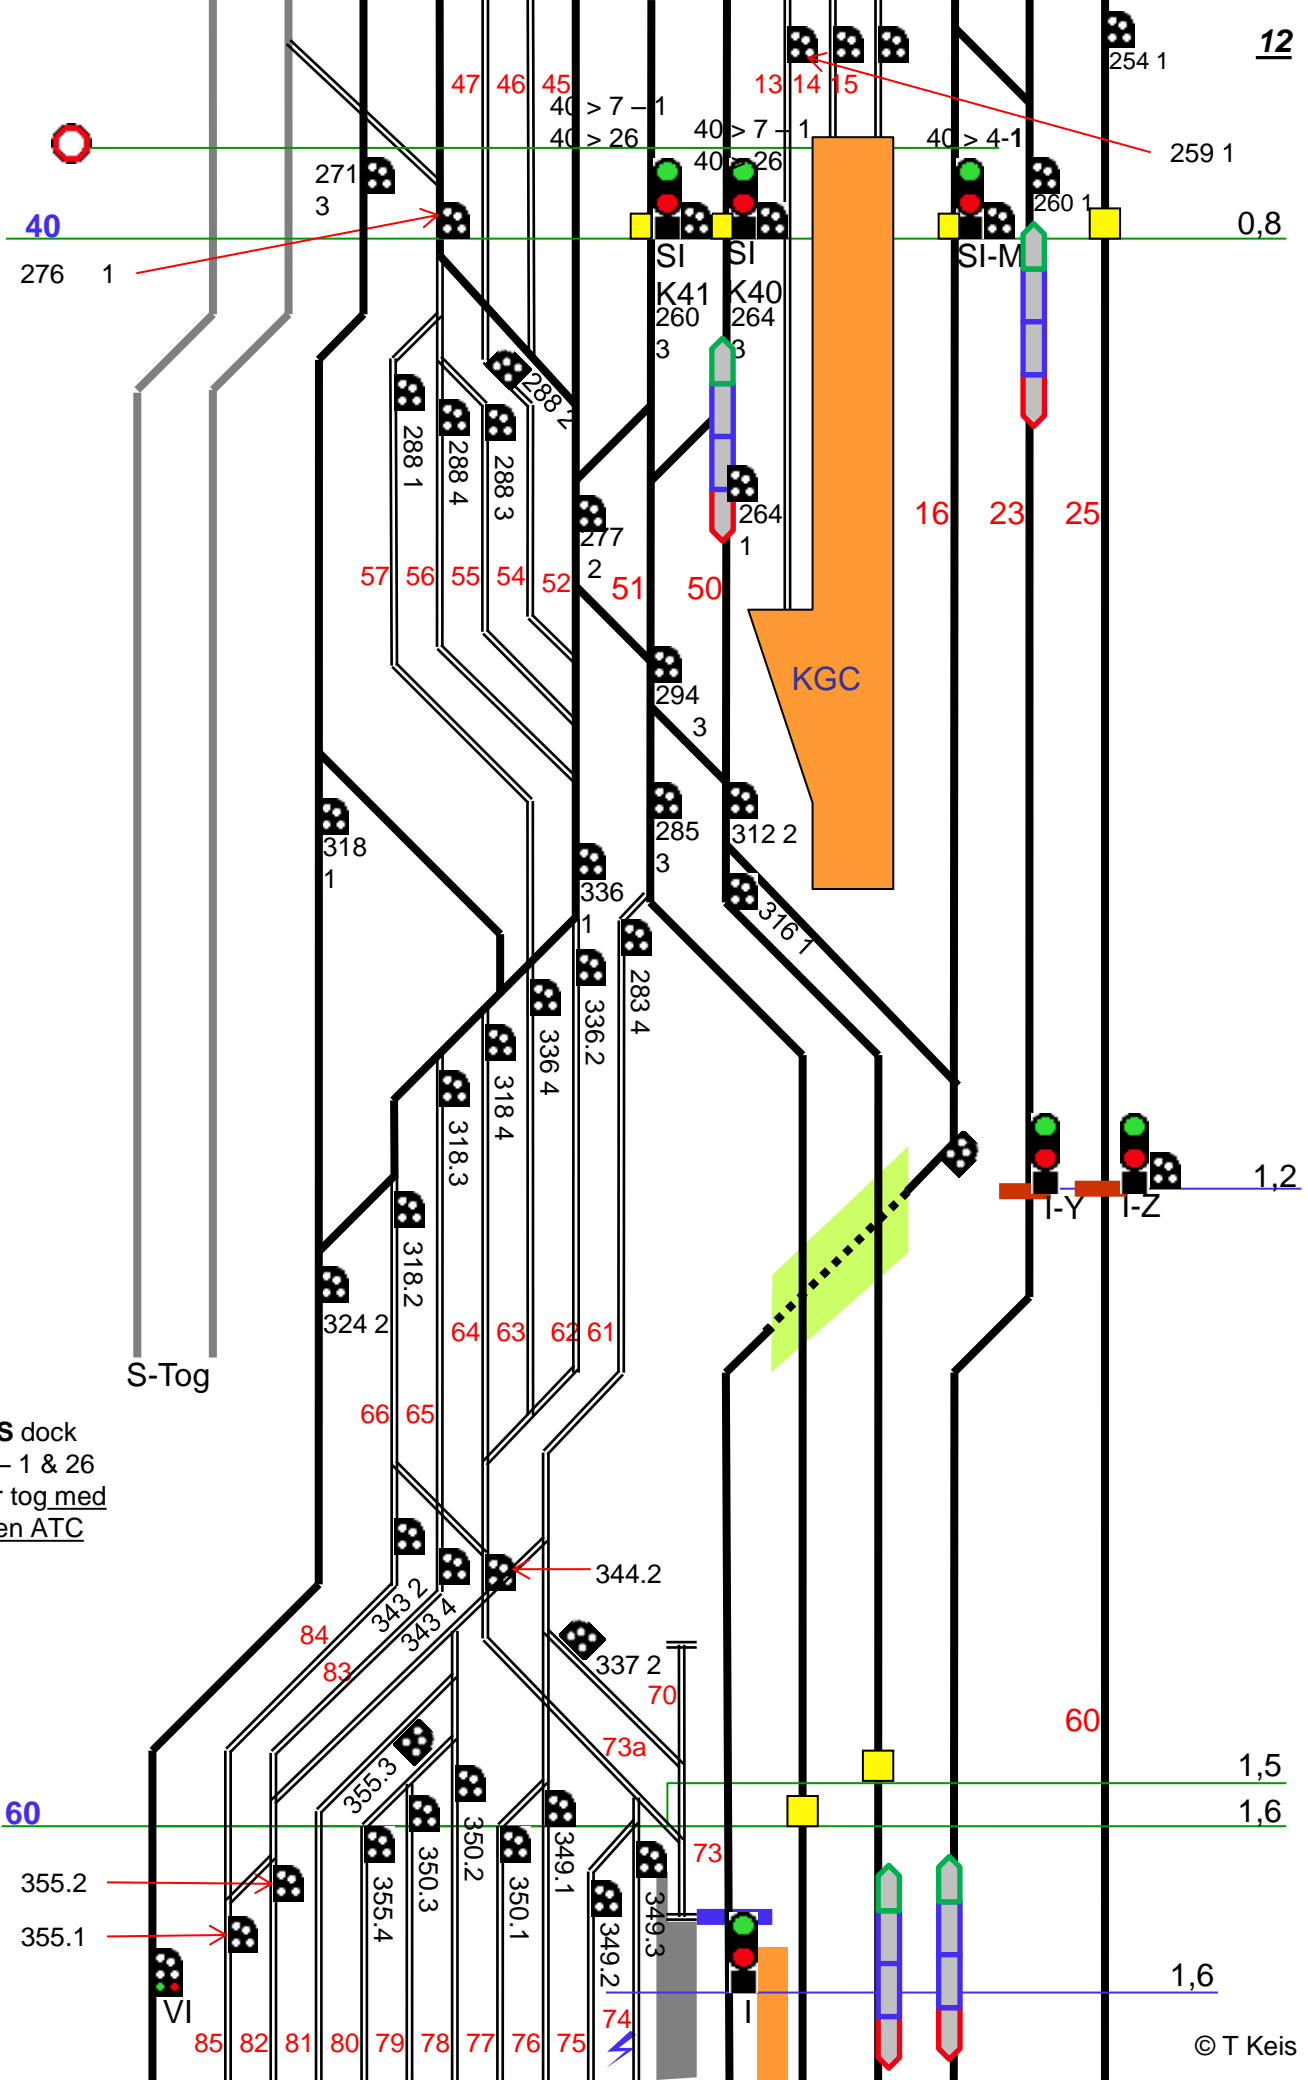 12
254 1
47 46 45
13 14 15
40 > 7 – 1
40 > 26
40 > 7 – 1
40 > 26
40 > 4-1
259 1
271
3
260 1
40
0,8
276 1
SI
K41
260
3
SI
K40
264
3
SI-M
288 2
288 1
288 4
288 3
277
2
264
1
16 23 25
57 56 55 54 52 51 50
294
3
KGC
318
1
285
3
312 2
336
1
316 1
283 4
336.2
336 4
318 4
318.3
318.2
1,2
I-Y
I-Z
324 2
64 63 62 61
S-Tog
66 65
S dock
– 1 & 26
r tog med
en ATC
344.2
343 2
343 4
84
83
337 2
70
60
73a
355.3
1,5
60
1,6
350.2
350.3
355.4
350.1
349.1
349.3
349.2
73
355.2
355.1
1,6
VI
I
74
85 82 81 80 79 78 77 76 75
© T Keis